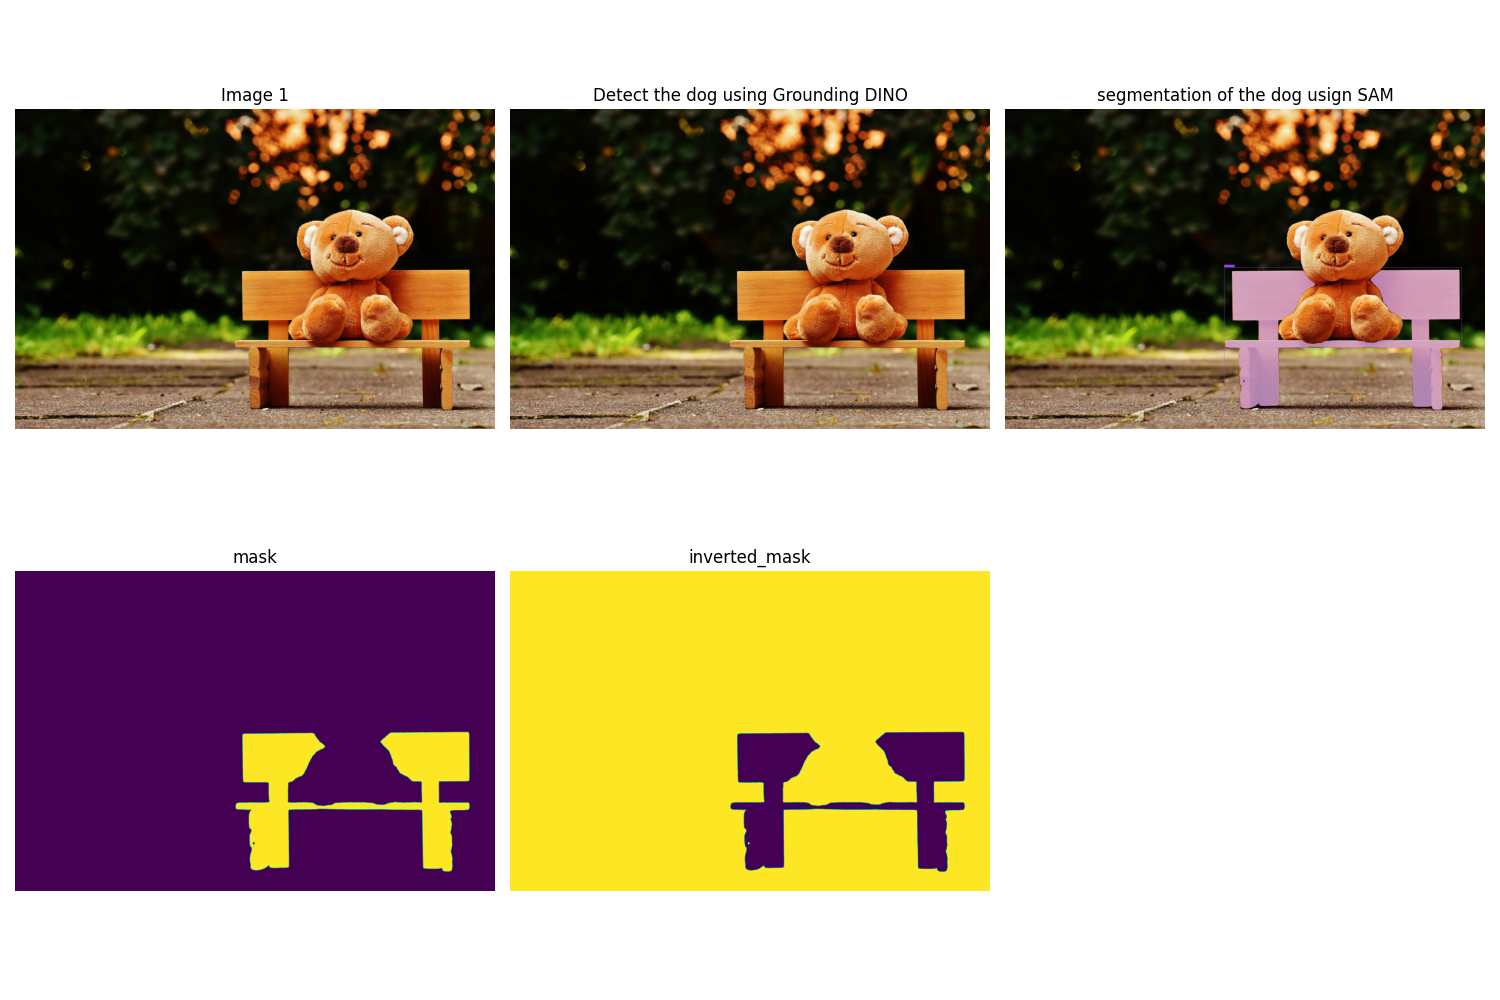 Image 1
Detect the dog using Grounding DINO
segmentation of the dog usign SAM
mask
inverted_mask